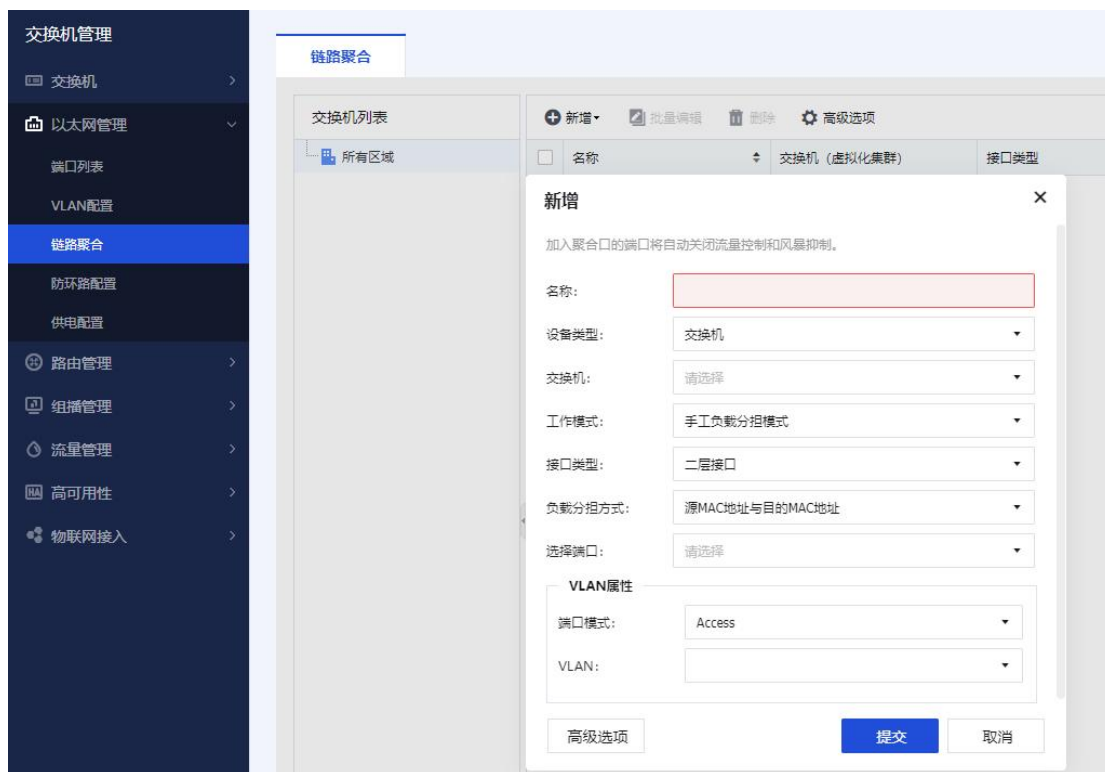 交换机管理
交换机
以太网管理
端口列表
VLAN配置
链路聚合
防环路配置
供电配置
路由管理
组播管理
流量管理
高可用性
物联网接入
链路聚合
交换机列表
所有区域
新增
批量编辑
删除
高级选项
名称
交换机（虚拟化集群）
接口类型
新增
加入聚合口的端口将自动关闭流量控制和风暴抑制。
名称:
设备类型: 交换机
交换机: 请选择
工作模式: 手工负载分担模式
接口类型: 二层接口
负载分担方式: 源MAC地址与目的MAC地址
选择端口: 请选择
VLAN属性
端口模式: Access
VLAN:
高级选项
提交
取消